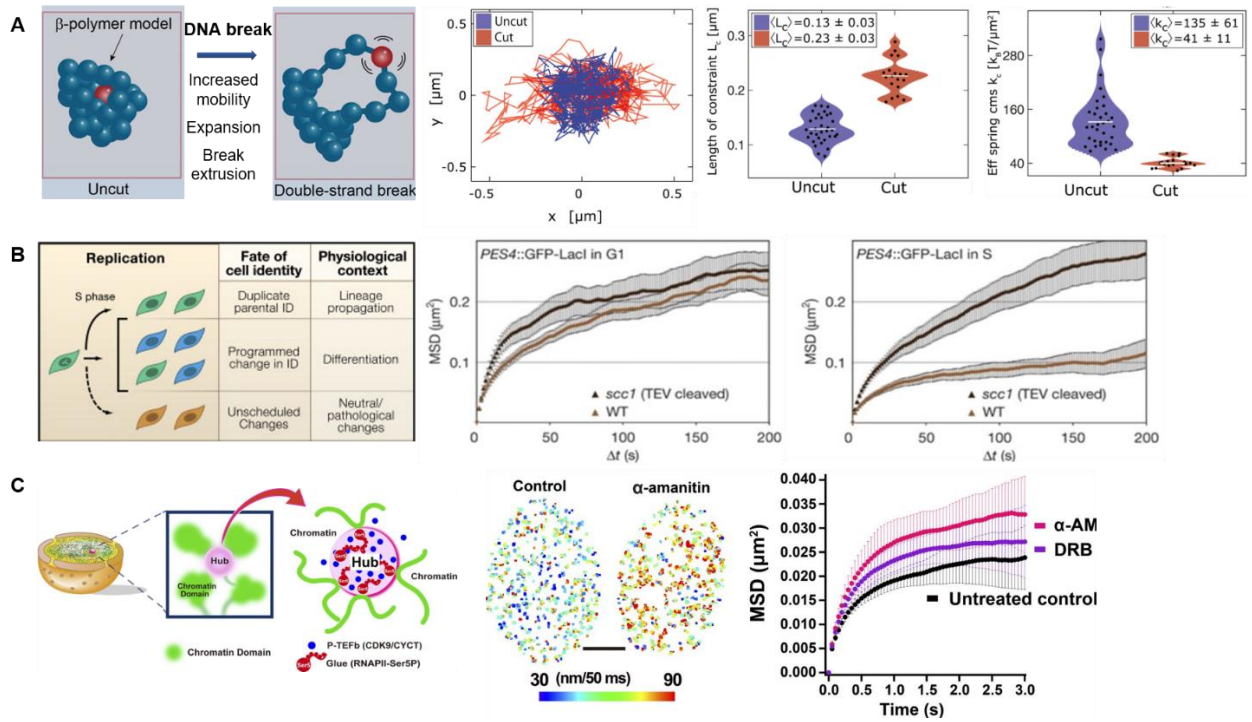 A
β-polymer model
DNA break
Increased
mobility
Expansion
Break
extrusion
Uncut
Double-strand break
Uncut
Cut
y [μm]
0.5
0.3
0
-0.3
-0.5
-0.5
-0.3
0
0.3
0.5
x [μm]
⟨Lc⟩=0.13 ± 0.03
⟨Lc⟩=0.23 ± 0.03
Length of constraint Lc [μm]
0.3
0.2
0.1
Uncut
Cut
⟨kc⟩=135 ± 61
⟨kc⟩=41 ± 11
Eff spring cms kc [kBT/μm²]
280
160
40
Uncut
Cut
B
Replication
Fate of
cell identity
Physiological
context
S phase
Duplicate
parental ID
Lineage
propagation
Programmed
change in ID
Differentiation
Unscheduled
Changes
Neutral/
pathological
changes
PES4::GFP-LacI in G1
MSD (μm²)
0.2
0.1
scc1 (TEV cleaved)
WT
0
50
100
150
200
Δt (s)
PES4::GFP-LacI in S
MSD (μm²)
0.2
0.1
scc1 (TEV cleaved)
WT
0
50
100
150
200
Δt (s)
C
Hub
Chromatin
Domain
Chromatin Domain
Chromatin
Hub
Chromatin
P-TEFb (CDK9/CYCT)
Ser5
Glue (RNAPII-Ser5P)
Control
α-amanitin
30 (nm/50 ms) 90
MSD (μm²)
0.040
0.035
0.030
0.025
0.020
0.015
0.010
0.005
0.000
α-AM
DRB
Untreated control
0.0
0.5
1.0
1.5
2.0
2.5
3.0
Time (s)